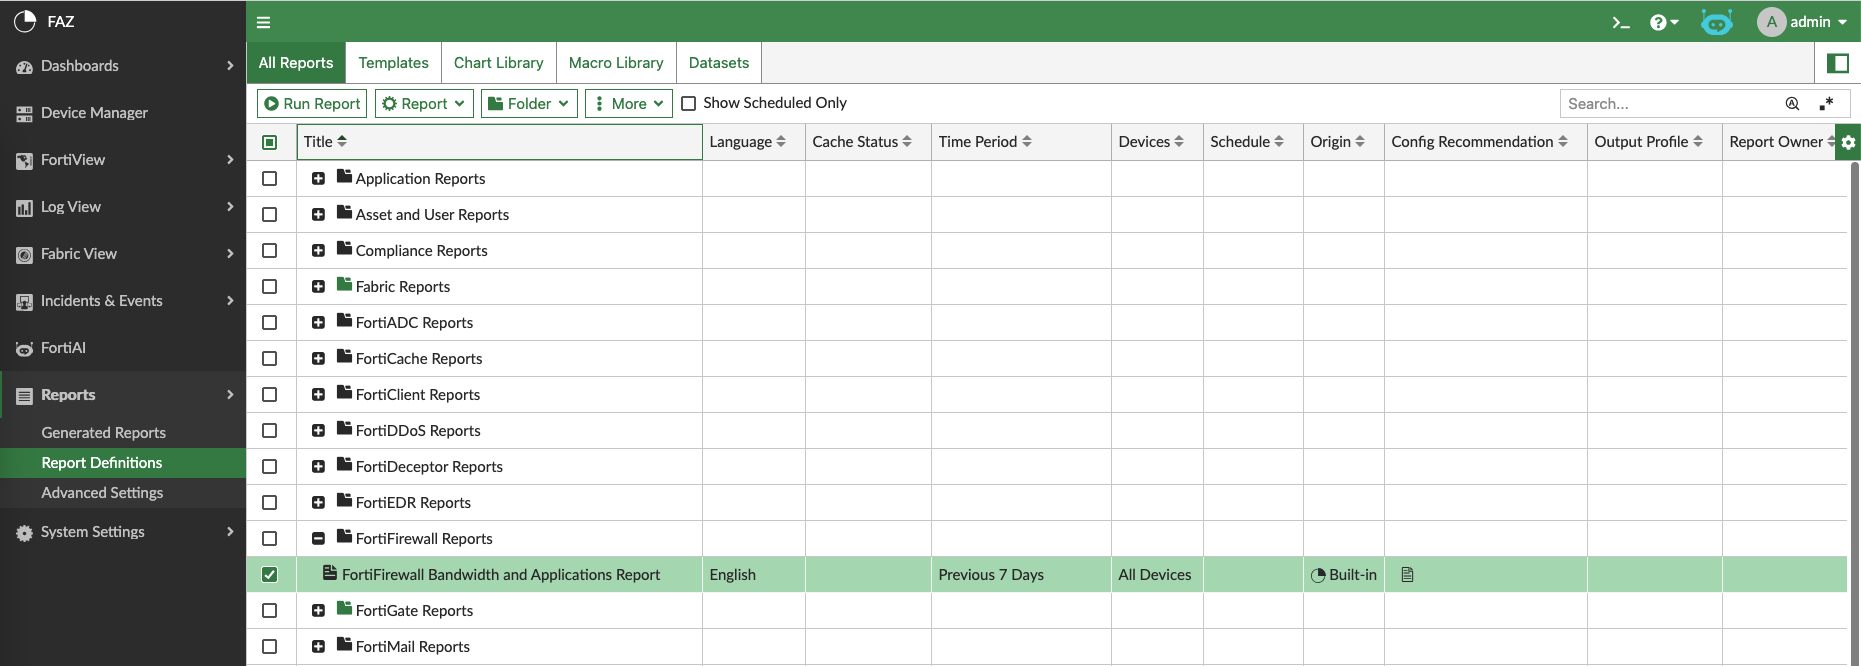 FAZ
admin
A
Dashboards
Device Manager
FortiView
Log View
Fabric View
Incidents & Events
FortiAI
Reports
Generated Reports
Report Definitions
Advanced Settings
System Settings
All Reports Templates Chart Library Macro Library Datasets
Run Report Report Folder More Show Scheduled Only Search...
Title Language Cache Status Time Period Devices Schedule Origin Config Recommendation Output Profile Report Owner
Application Reports
Asset and User Reports
Compliance Reports
Fabric Reports
FortiADC Reports
FortiCache Reports
FortiClient Reports
FortiDDoS Reports
FortiDeceptor Reports
FortiEDR Reports
FortiFirewall Reports
FortiFirewall Bandwidth and Applications Report English Previous 7 Days All Devices Built-in
FortiGate Reports
FortiMail Reports